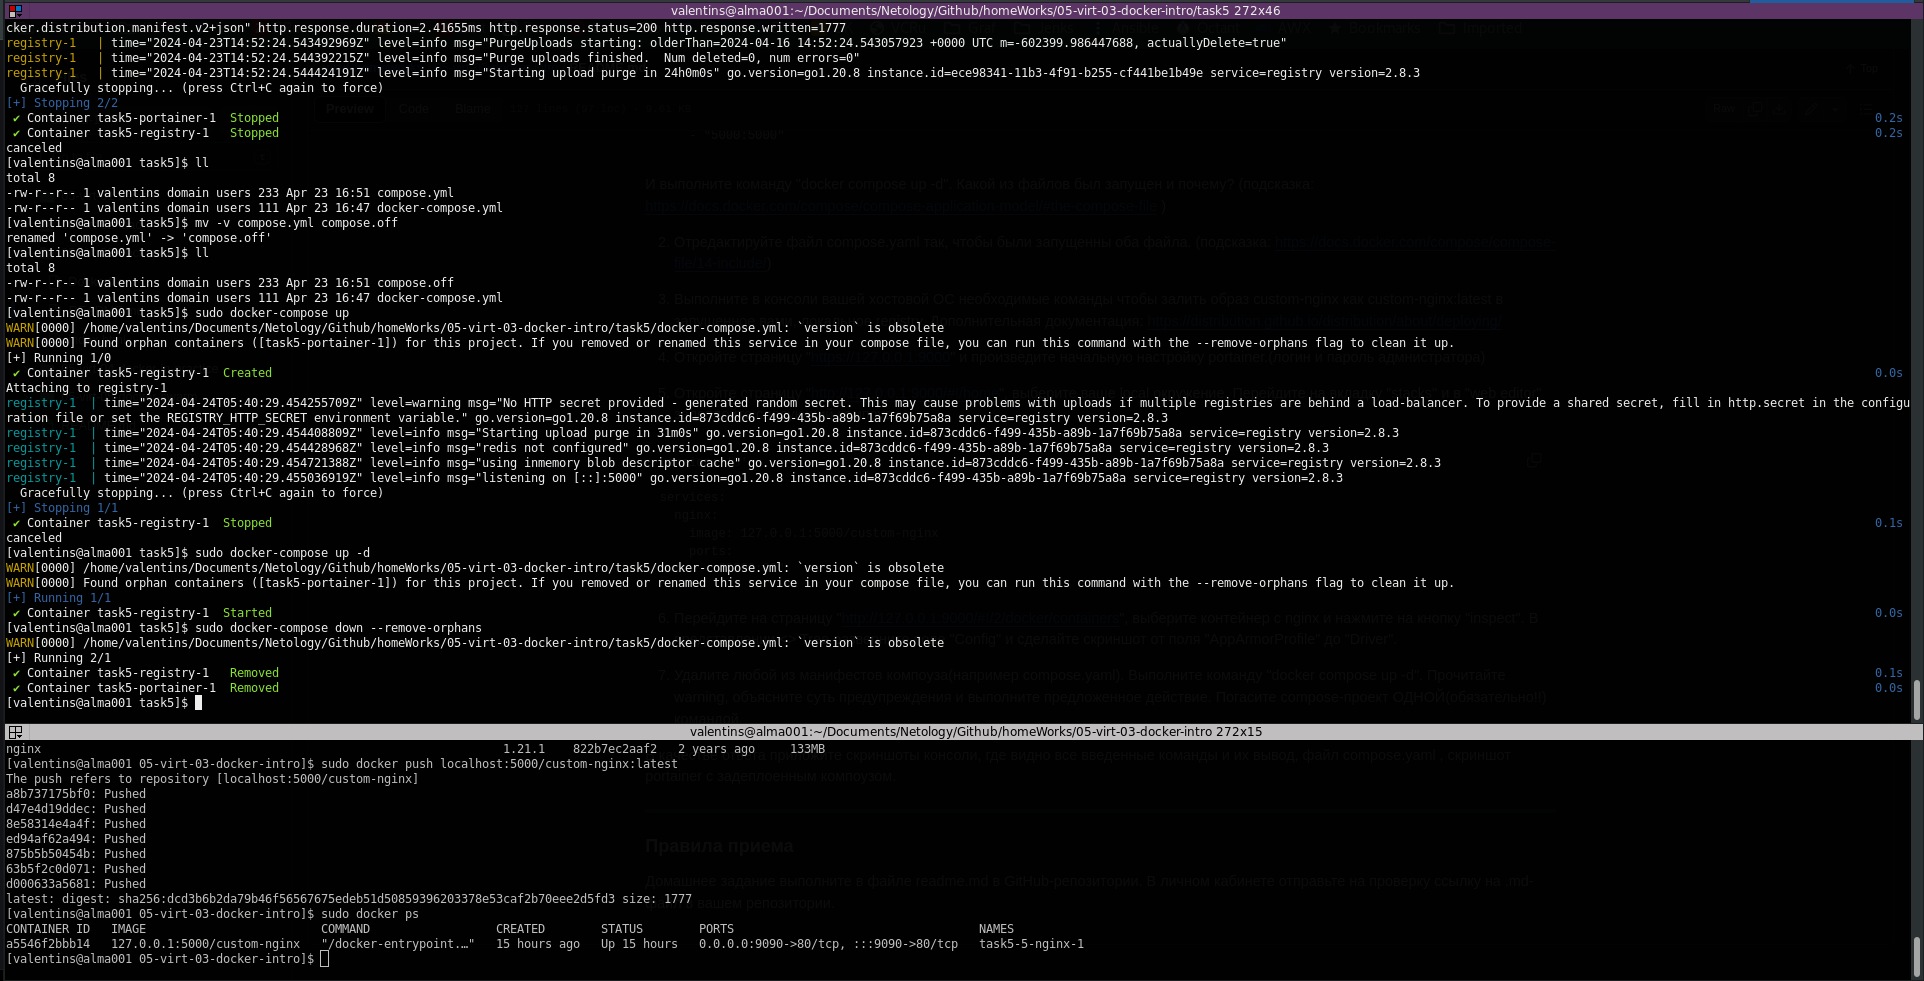 valentins@alma001:~/Documents/Netology/Github/homeWorks/05-virt-03-docker-intro/task5 272x46
cker.distribution.manifest.v2+json" http.response.duration=2.41655ms http.response.status=200 http.response.written=1777
registry-1   | time="2024-04-23T14:52:24.543492969Z" level=info msg="PurgeUploads starting: olderThan=2024-04-16 14:52:24.543057923 +0000 UTC m=-602399.986447688, actuallyDelete=true"
registry-1   | time="2024-04-23T14:52:24.544392215Z" level=info msg="Purge uploads finished.  Num deleted=0, num errors=0"
registry-1   | time="2024-04-23T14:52:24.544424191Z" level=info msg="Starting upload purge in 24h0m0s" go.version=go1.20.8 instance.id=ece98341-11b3-4f91-b255-cf441be1b49e service=registry version=2.8.3
Gracefully stopping... (press Ctrl+C again to force)
[+] Stopping 2/2
✔ Container task5-portainer-1  Stopped 0.2s
✔ Container task5-registry-1   Stopped 0.2s
canceled
[valentins@alma001 task5]$ ll
total 8
-rw-r--r-- 1 valentins domain users 233 Apr 23 16:51 compose.yml
-rw-r--r-- 1 valentins domain users 111 Apr 23 16:47 docker-compose.yml
[valentins@alma001 task5]$ mv -v compose.yml compose.off
renamed 'compose.yml' -> 'compose.off'
[valentins@alma001 task5]$ ll
total 8
-rw-r--r-- 1 valentins domain users 233 Apr 23 16:51 compose.off
-rw-r--r-- 1 valentins domain users 111 Apr 23 16:47 docker-compose.yml
[valentins@alma001 task5]$ sudo docker-compose up
WARN[0000] /home/valentins/Documents/Netology/Github/homeWorks/05-virt-03-docker-intro/task5/docker-compose.yml: `version` is obsolete
WARN[0000] Found orphan containers ([task5-portainer-1]) for this project. If you removed or renamed this service in your compose file, you can run this command with the --remove-orphans flag to clean it up.
[+] Running 1/0
✔ Container task5-registry-1  Created 0.0s
Attaching to registry-1
registry-1  | time="2024-04-24T05:40:29.454255709Z" level=warning msg="No HTTP secret provided - generated random secret. This may cause problems with uploads if multiple registries are behind a load-balancer. To provide a shared secret, fill in http.secret in the configu
ration file or set the REGISTRY_HTTP_SECRET environment variable." go.version=go1.20.8 instance.id=873cddc6-f499-435b-a89b-1a7f69b75a8a service=registry version=2.8.3
registry-1  | time="2024-04-24T05:40:29.454408809Z" level=info msg="Starting upload purge in 31m0s" go.version=go1.20.8 instance.id=873cddc6-f499-435b-a89b-1a7f69b75a8a service=registry version=2.8.3
registry-1  | time="2024-04-24T05:40:29.454428968Z" level=info msg="redis not configured" go.version=go1.20.8 instance.id=873cddc6-f499-435b-a89b-1a7f69b75a8a service=registry version=2.8.3
registry-1  | time="2024-04-24T05:40:29.454721388Z" level=info msg="using inmemory blob descriptor cache" go.version=go1.20.8 instance.id=873cddc6-f499-435b-a89b-1a7f69b75a8a service=registry version=2.8.3
registry-1  | time="2024-04-24T05:40:29.455036919Z" level=info msg="listening on [::]:5000" go.version=go1.20.8 instance.id=873cddc6-f499-435b-a89b-1a7f69b75a8a service=registry version=2.8.3
Gracefully stopping... (press Ctrl+C again to force)
[+] Stopping 1/1
✔ Container task5-registry-1  Stopped 0.1s
canceled
[valentins@alma001 task5]$ sudo docker-compose up -d
WARN[0000] /home/valentins/Documents/Netology/Github/homeWorks/05-virt-03-docker-intro/task5/docker-compose.yml: `version` is obsolete
WARN[0000] Found orphan containers ([task5-portainer-1]) for this project. If you removed or renamed this service in your compose file, you can run this command with the --remove-orphans flag to clean it up.
[+] Running 1/1
✔ Container task5-registry-1  Started 0.0s
[valentins@alma001 task5]$ sudo docker-compose down --remove-orphans
WARN[0000] /home/valentins/Documents/Netology/Github/homeWorks/05-virt-03-docker-intro/task5/docker-compose.yml: `version` is obsolete
[+] Running 2/1
✔ Container task5-registry-1   Removed 0.1s
✔ Container task5-portainer-1  Removed 0.0s
[valentins@alma001 task5]$
valentins@alma001:~/Documents/Netology/Github/homeWorks/05-virt-03-docker-intro 272x15
nginx 1.21.1 822b7ec2aaf2 2 years ago 133MB
[valentins@alma001 05-virt-03-docker-intro]$ sudo docker push localhost:5000/custom-nginx:latest
The push refers to repository [localhost:5000/custom-nginx]
a8b737175bf0: Pushed
d47e4d19ddec: Pushed
8e58314e4a4f: Pushed
ed94af62a494: Pushed
875b5b50454b: Pushed
63b5f2c0d071: Pushed
d000633a5681: Pushed
latest: digest: sha256:dcd3b6b2da79b46f56567675edeb51d50859396203378e53caf2b70eee2d5fd3 size: 1777
[valentins@alma001 05-virt-03-docker-intro]$ sudo docker ps
CONTAINER ID   IMAGE   COMMAND   CREATED   STATUS   PORTS   NAMES
a5546f2bbb14   127.0.0.1:5000/custom-nginx   "/docker-entrypoint.…"   15 hours ago   Up 15 hours   0.0.0.0:9090->80/tcp, :::9090->80/tcp   task5-5-nginx-1
[valentins@alma001 05-virt-03-docker-intro]$